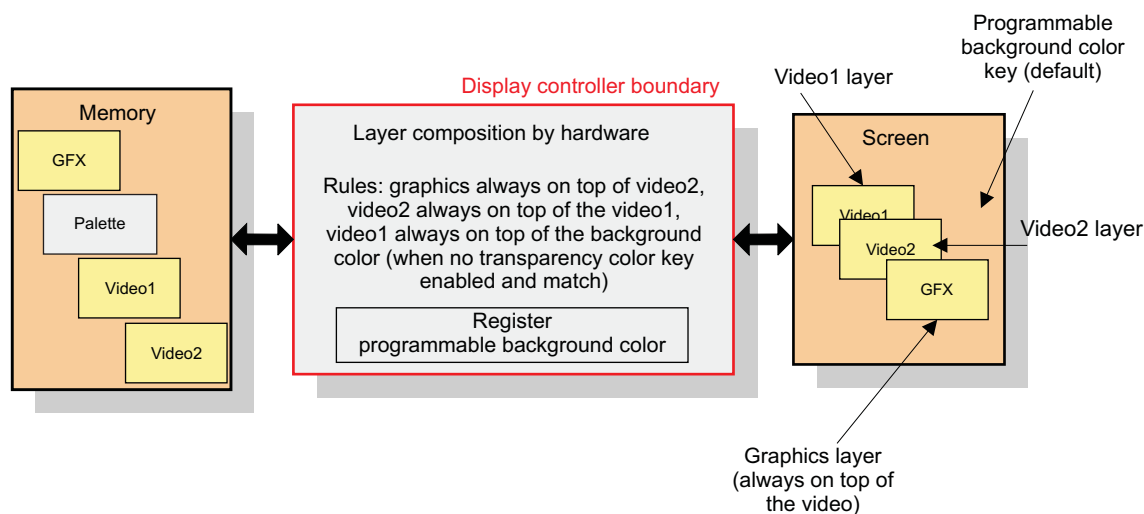 Memory
GFX
Palette
Video1
Video2
Display controller boundary
Layer composition by hardware
Rules: graphics always on top of video2,
video2 always on top of the video1,
video1 always on top of the background
color (when no transparency color key
enabled and match)
Register
programmable background color
Video1 layer
Programmable
background color
key (default)
Screen
Video1
Video2
GFX
Video2 layer
Graphics layer
(always on top of
the video)